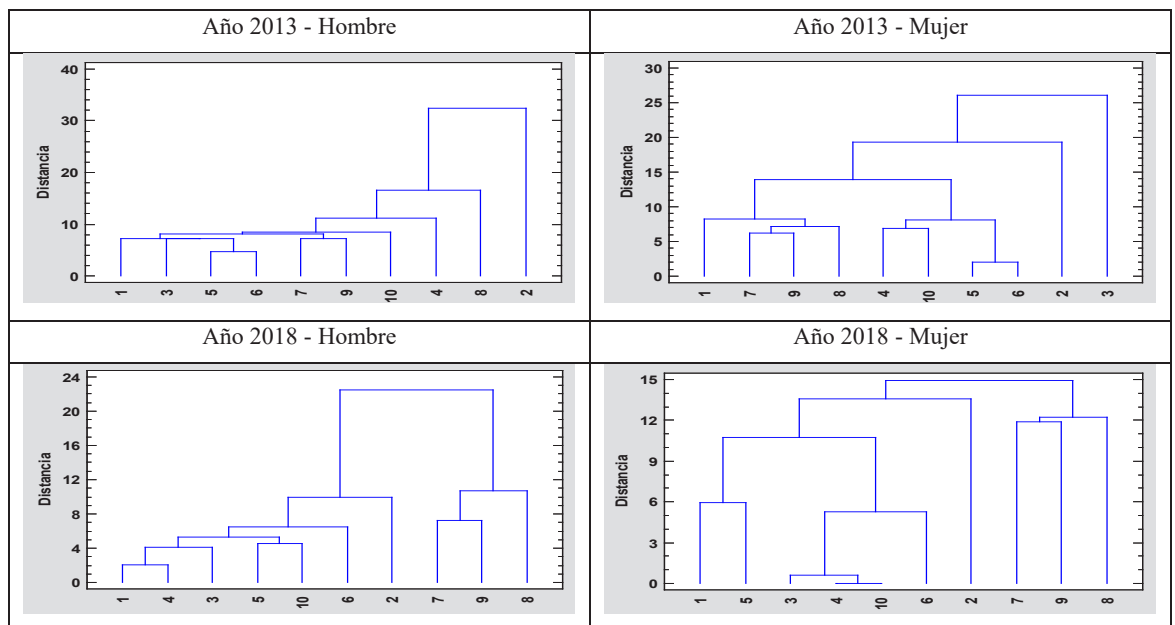 Año 2013 - Hombre
40
30
20
10
0
Distancia
1 3 5 6 7 9 10 4 8 2
Año 2013 - Mujer
30
25
20
15
10
5
0
Distancia
1 7 9 8 4 10 5 6 2 3
Año 2018 - Hombre
24
20
16
12
8
4
0
Distancia
1 4 3 5 10 6 2 7 9 8
Año 2018 - Mujer
15
12
9
6
3
0
Distancia
1 5 3 4 10 6 2 7 9 8